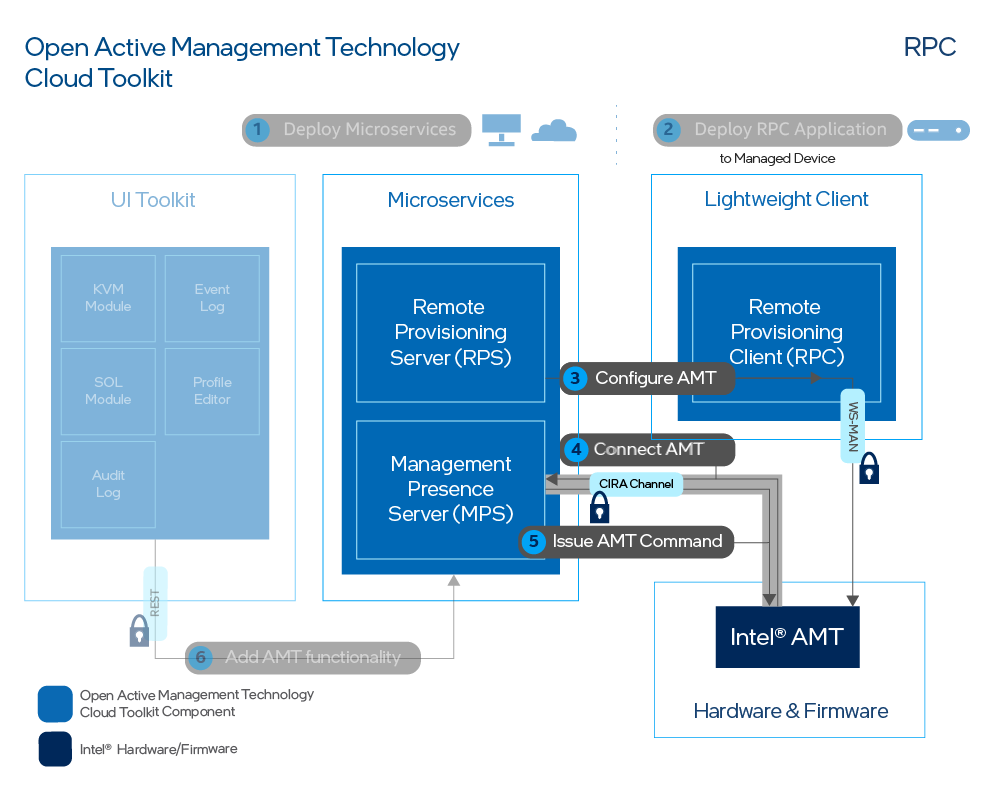 Open Active Management Technology
Cloud Toolkit
RPC
1 Deploy Microservices
2 Deploy RPC Application
to Managed Device
UI Toolkit
KVM
Module
Event
Log
SOL
Module
Profile
Editor
Audit
Log
REST
Microservices
Remote
Provisioning
Server (RPS)
Management
Presence
Server (MPS)
Lightweight Client
Remote
Provisioning
Client (RPC)
3 Configure AMT
WS-MAN
4 Connect AMT
CIRA Channel
5 Issue AMT Command
6 Add AMT functionality
Intel® AMT
Hardware & Firmware
Open Active Management Technology
Cloud Toolkit Component
Intel® Hardware/Firmware